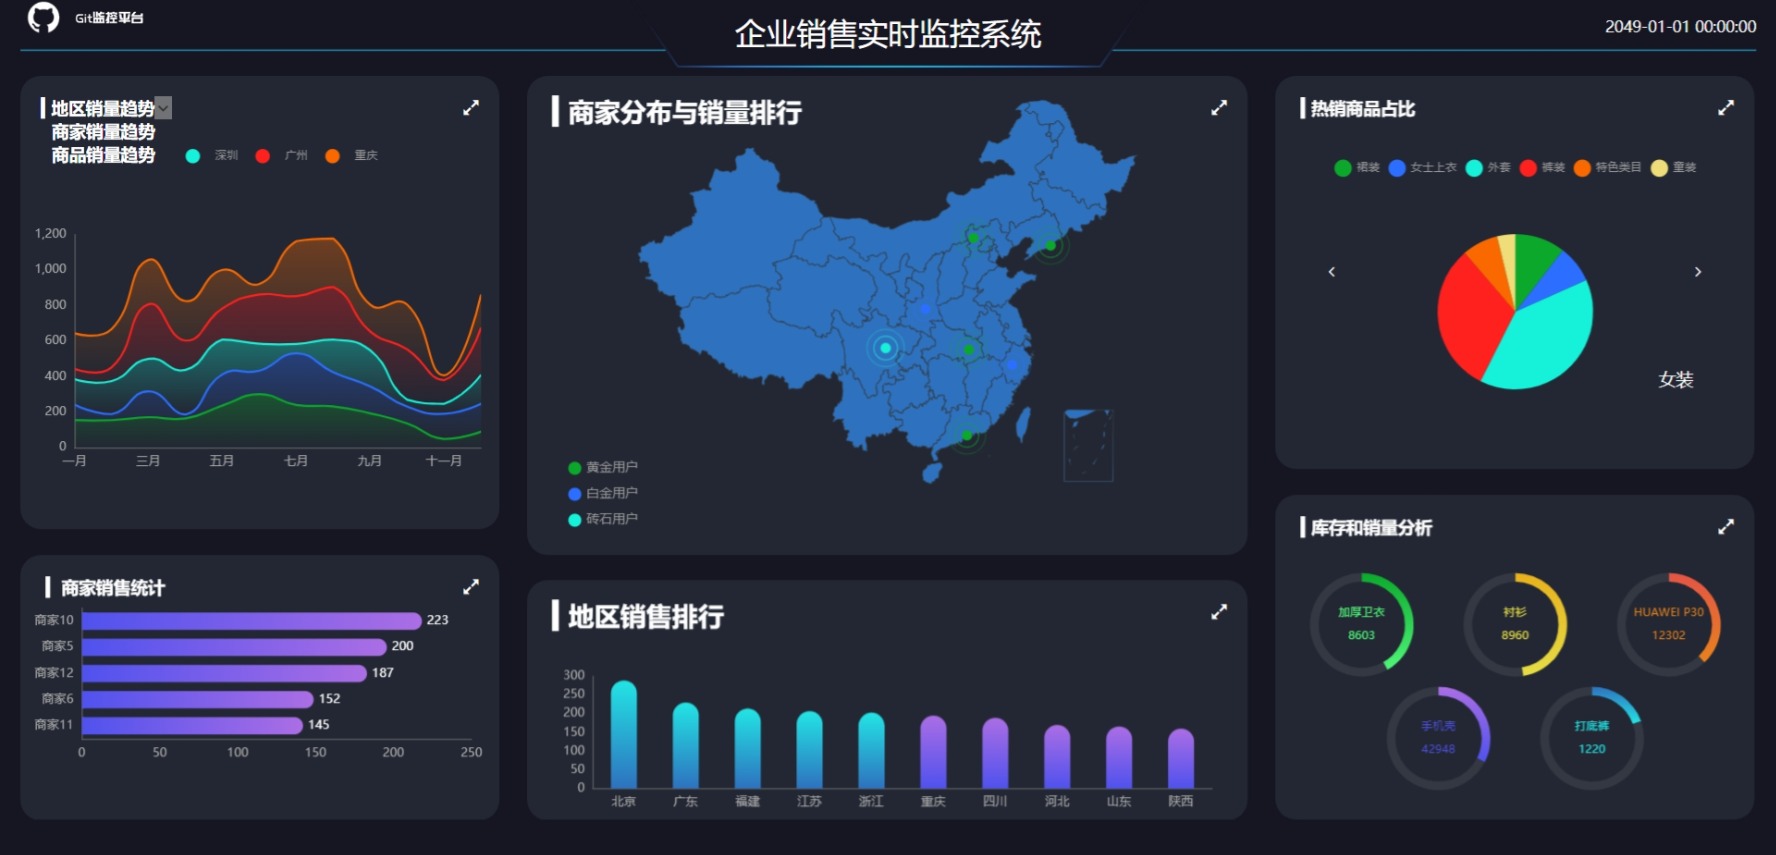 Git监控平台
企业销售实时监控系统
2049-01-01 00:00:00
地区销量趋势
商家销量趋势
商品销量趋势
深圳 广州 重庆
1,200
1,000
800
600
400
200
0
一月 三月 五月 七月 九月 十一月
商家销售统计
商家10 223
商家5 200
商家12 187
商家6 152
商家11 145
0 50 100 150 200 250
商家分布与销量排行
黄金用户
白金用户
砖石用户
地区销售排行
300
250
200
150
100
50
0
北京 广东 福建 江苏 浙江 重庆 四川 河北 山东 陕西
热销商品占比
裙装 女士上衣 外套 裤装 特色类目 童装
女装
库存和销量分析
加厚卫衣
8603
衬衫
8960
HUAWEI P30
12302
手机壳
42948
打底裤
1220